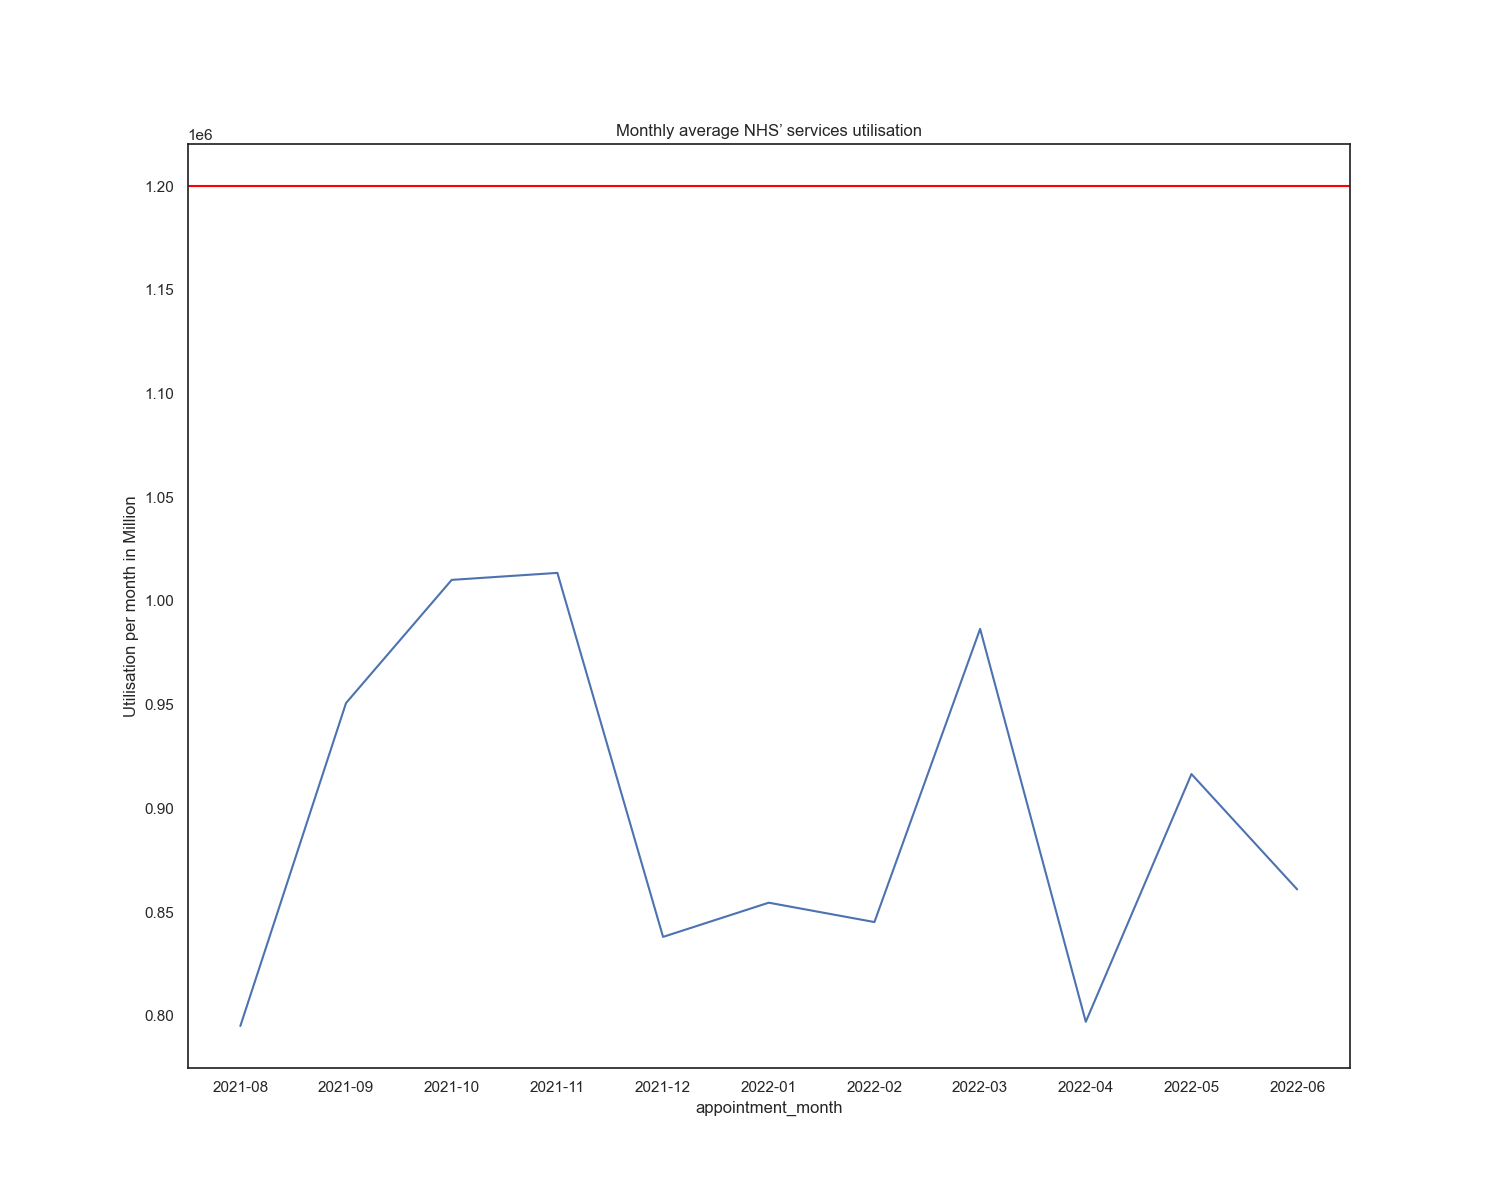 Monthly average NHS’ services utilisation
1e6
1.20
1.15
1.10
1.05
1.00
0.95
0.90
0.85
0.80
Utilisation per month in Million
2021-08 2021-09 2021-10 2021-11 2021-12 2022-01 2022-02 2022-03 2022-04 2022-05 2022-06
appointment_month